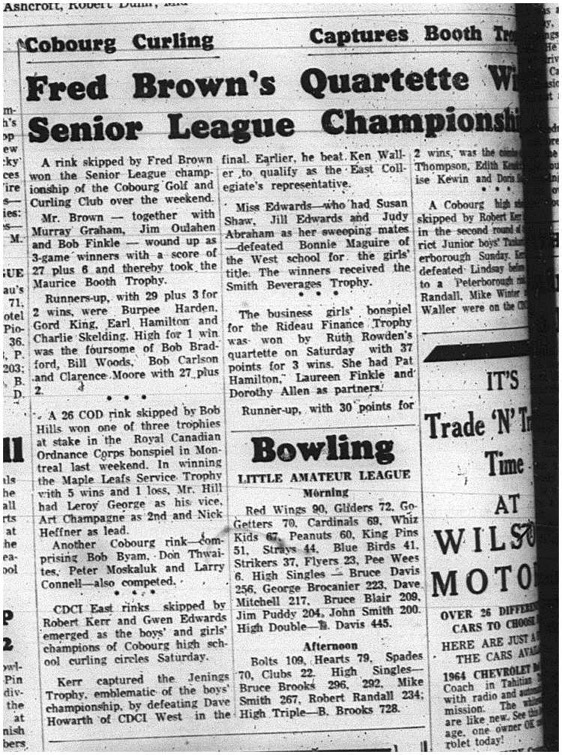 Ashcroft, Robert Dunn,
Cobourg Curling
Captures Booth
Fred Brown's Quartette
Senior League
A rink skipped by Fred Brown
won the Senior League champ-
ionship of the Cobourg Golf and
Curling Club over the weekend.
Mr. Brown — together with
Murray Graham, Jim Oulahen
and Bob Finkle — wound up as
3-game winners with a score of
27 plus 6 and thereby took the
Maurice Booth Trophy.
Runners-up, with 29 plus 3 for
2 wins, were Burpee Harden,
Gord King, Earl Hamilton and
Charlie Skelding. High for 1 win
was the foursome of Bob Brad-
ford, Bill Woods, Bob Carlson
and Clarence Moore with 27 plus
2.
* * *
A 26 COD rink skipped by Bob
Hills won one of three trophies
at stake in the Royal Canadian
Ordnance Corps bonspiel in Mon-
treal last weekend. In winning
the Maple Leafs Service Trophy
with 5 wins and 1 loss, Mr. Hill
had Leroy George as his vice,
Art Champagne as 2nd and Nick
Heffner as lead.
Another Cobourg rink—com-
prising Bob Byam, Don Thwai-
tes, Peter Moskaluk and Larry
Connell—also competed.
* * *
CDCI East rinks skipped by
Robert Kerr and Gwen Edwards
emerged as the boys' and girls'
champions of Cobourg high sch-
ool curling circles Saturday.
Kerr captured the Jenings
Trophy, emblematic of the boys'
championship, by defeating Dave
Howarth of CDCI West in the
final. Earlier, he beat Ken Wall-
er to qualify as the East Coll-
egiate's representative.
Miss Edwards—who had Susan
Shaw, Jill Edwards and Judy
Abraham as her sweeping mates
—defeated Bonnie Maguire of
the West school for the girls'
title. The winners received the
Smith Beverages Trophy.
* * *
The business girls' bonspiel
for the Rideau Finance Trophy
was won by Ruth Rowden's
quartette on Saturday with 37
points for 3 wins. She had Pat
Hamilton, Laureen Finkle and
Dorothy Allen as partners.
Runner-up, with 30 points for
2 wins, was the
Thompson, Edith
ise Kewin and
* * *
A Cobourg high
skipped by Robert
in the second round of
rict Junior boys'
erborough Sunday.
defeated Lindsay
to a Peterborough
Randall, Mike Winter
Waller were on the
Bowling
LITTLE AMATEUR LEAGUE
Morning
Red Wings 90, Gliders 72, Go-
Getters 70, Cardinals 69, Whiz
Kids 67, Peanuts 60, King Pins
51, Strays 44, Blue Birds 41,
Strikers 37, Flyers 23, Pee Wees
6. High Singles — Bruce Davis
256, George Brocanier 223, Dave
Mitchell 217, Bruce Blair 209,
Jim Puddy 204, John Smith 200.
High Double—B. Davis 445.
Afternoon
Bolts 109, Hearts 79, Spades
70, Clubs 22. High Singles—
Bruce Brooks 296, 292, Mike
Smith 267, Robert Randall 234;
High Triple—B. Brooks 728.
IT'S
Trade 'N'
Time
AT
OVER 26
CARS TO
HERE ARE JUST
THE CARS
1964 CHEVROLET
Coach in Tahitian
with radio and
mission. The
are like new. See
age, one owner
rolet today!